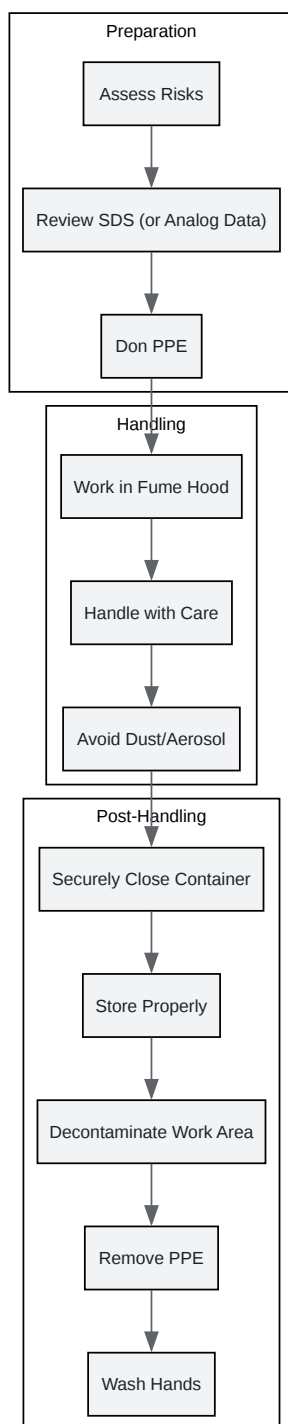 Preparation
Assess Risks
Review SDS (or Analog Data)
Don PPE
Handling
Work in Fume Hood
Handle with Care
Avoid Dust/Aerosol
Post-Handling
Securely Close Container
Store Properly
Decontaminate Work Area
Remove PPE
Wash Hands